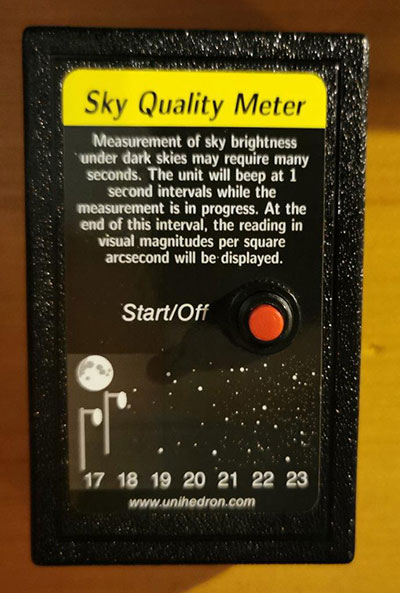 Sky Quality Meter
Measurement of sky brightness
under dark skies may require many
seconds. The unit will beep at 1
second intervals while the
measurement is in progress. At the
end of this interval, the reading in
visual magnitudes per square
arcsecond will be displayed.
Start/Off
17 18 19 20 21 22 23
www.unihedron.com